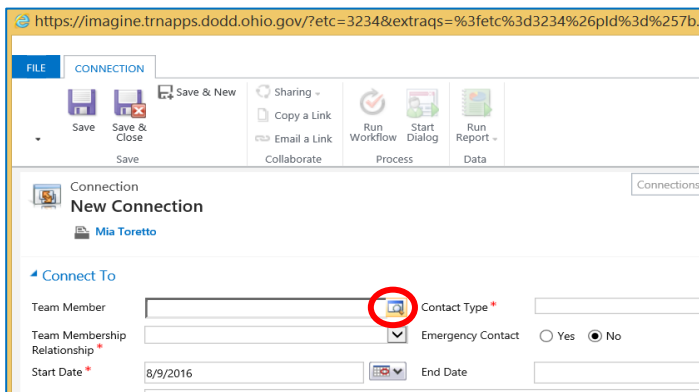 https://imagine.trnapps.dodd.ohio.gov/?etc=3234&extraqs=%3fetc%3d3234%26pId%3d%257b.
FILE CONNECTION
Save
Save & Close
Save & New
Save
Sharing
Copy a Link
Email a Link
Collaborate
Run Workflow
Start Dialog
Process
Run Report
Data
Connection
New Connection
Mia Toretto
Connections
Connect To
Team Member
Contact Type *
Team Membership Relationship *
Emergency Contact Yes No
Start Date * 8/9/2016
End Date